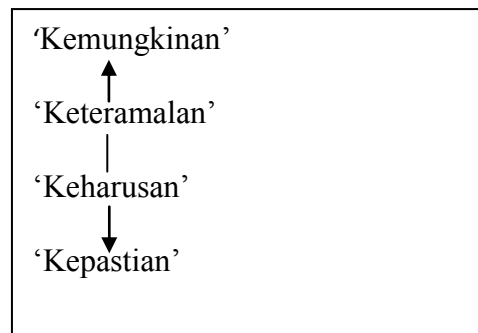 ‘Kemungkinan’
‘Keteramalan’
‘Keharusan’
‘Kepastian’